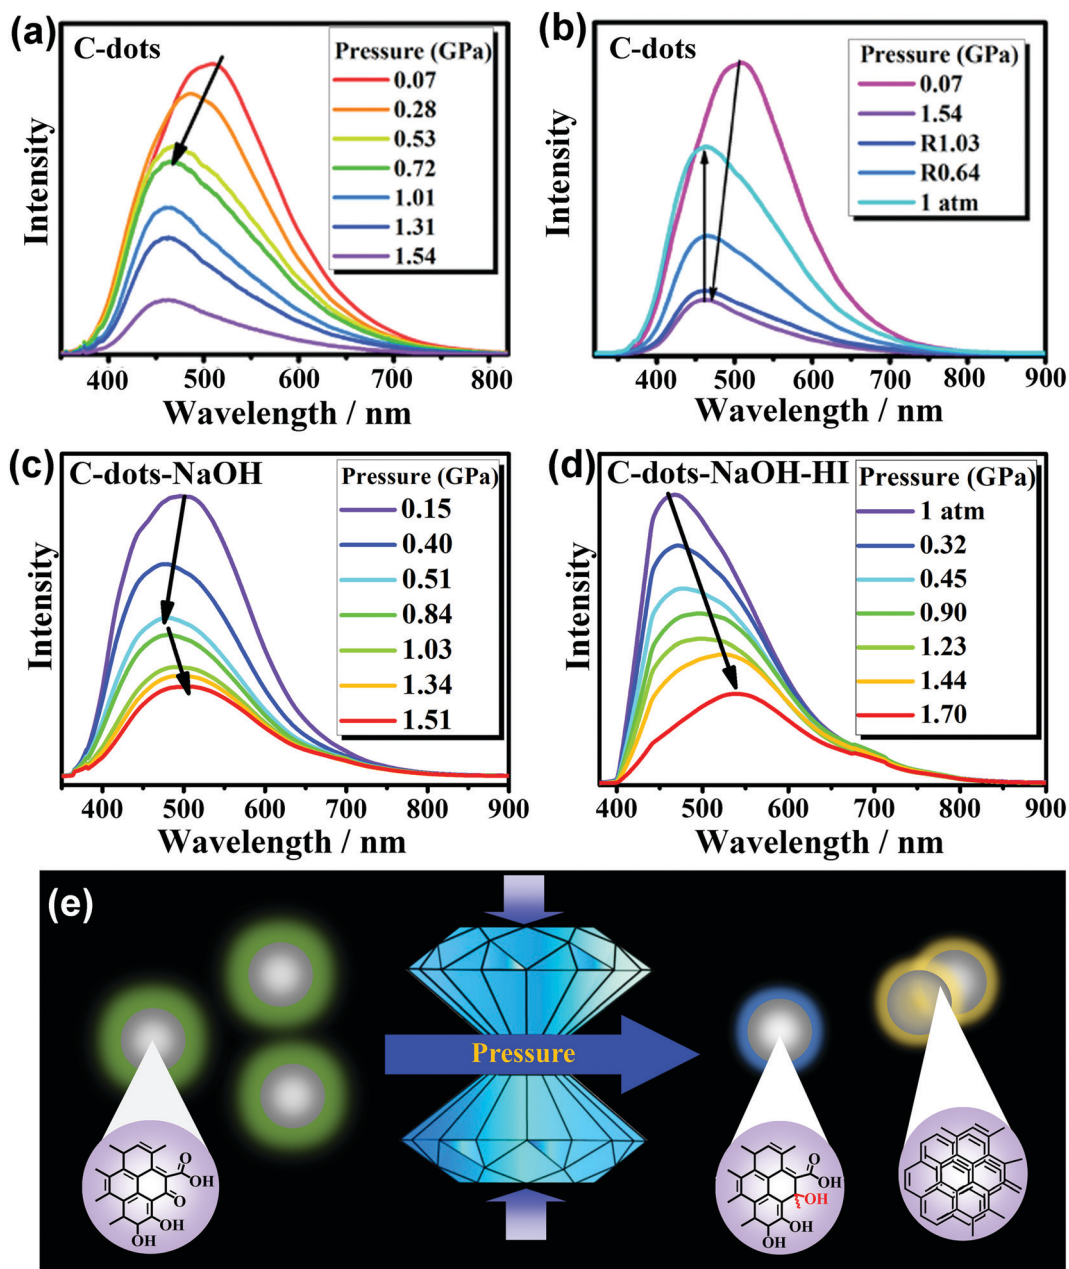 (a)
C-dots
Pressure (GPa)
0.07
0.28
0.53
0.72
1.01
1.31
1.54
Intensity
400 500 600 700 800
Wavelength / nm
(b)
C-dots
Pressure (GPa)
0.07
1.54
R1.03
R0.64
1 atm
Intensity
400 500 600 700 800 900
Wavelength / nm
(c)
C-dots-NaOH
Pressure (GPa)
0.15
0.40
0.51
0.84
1.03
1.34
1.51
Intensity
400 500 600 700 800 900
Wavelength / nm
(d)
C-dots-NaOH-HI
Pressure (GPa)
1 atm
0.32
0.45
0.90
1.23
1.44
1.70
Intensity
400 500 600 700 800 900
Wavelength / nm
(e)
Pressure
O
OH
O
OH
OH
O
OH
OH
OH
OH